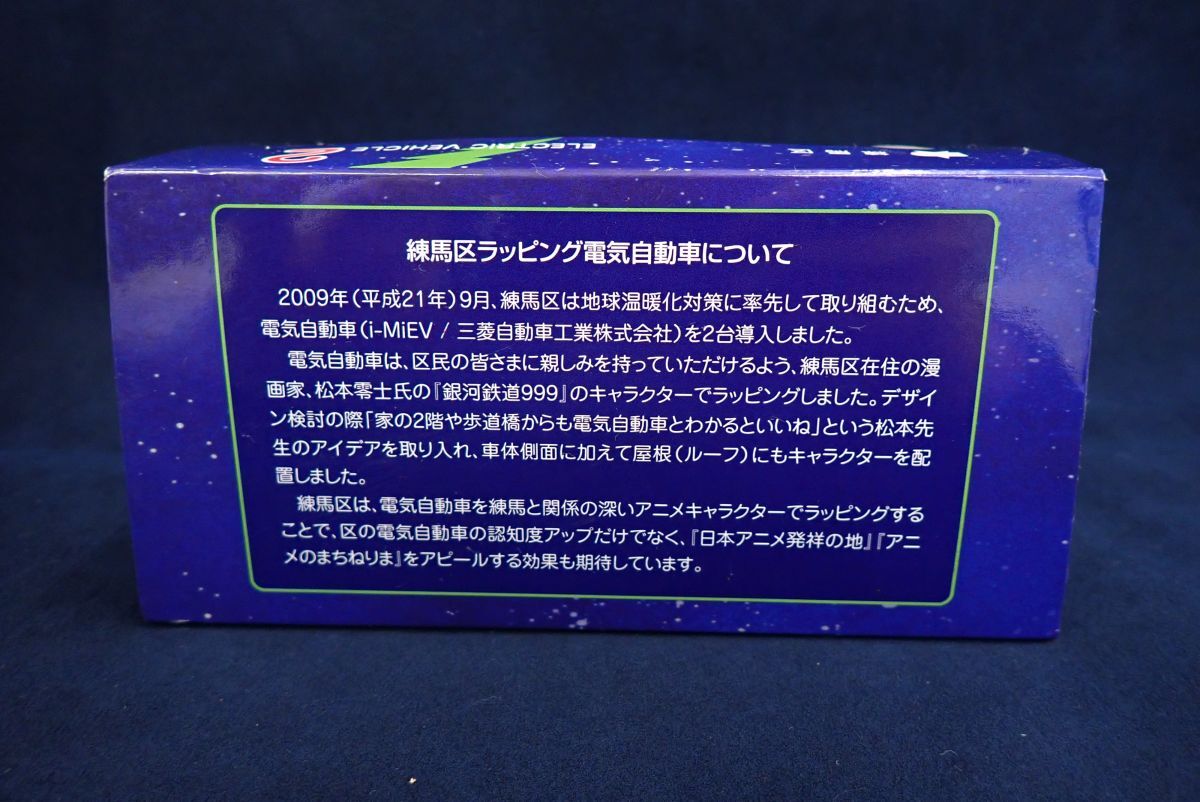 ELECTRIC VEHICLE
練馬区
練馬区ラッピング電気自動車について
2009年(平成21年)9月、練馬区は地球温暖化対策に率先して取り組むため、
電気自動車(i-MiEV / 三菱自動車工業株式会社)を2台導入しました。
電気自動車は、区民の皆さまに親しみを持っていただけるよう、練馬区在住の漫
画家、松本零士氏の『銀河鉄道999』のキャラクターでラッピングしました。デザイ
ン検討の際「家の2階や歩道橋からも電気自動車とわかるといいね」という松本先
生のアイデアを取り入れ、車体側面に加えて屋根(ルーフ)にもキャラクターを配
置しました。
練馬区は、電気自動車を練馬と関係の深いアニメキャラクターでラッピングする
ことで、区の電気自動車の認知度アップだけでなく、『日本アニメ発祥の地』『アニ
メのまちねりま』をアピールする効果も期待しています。